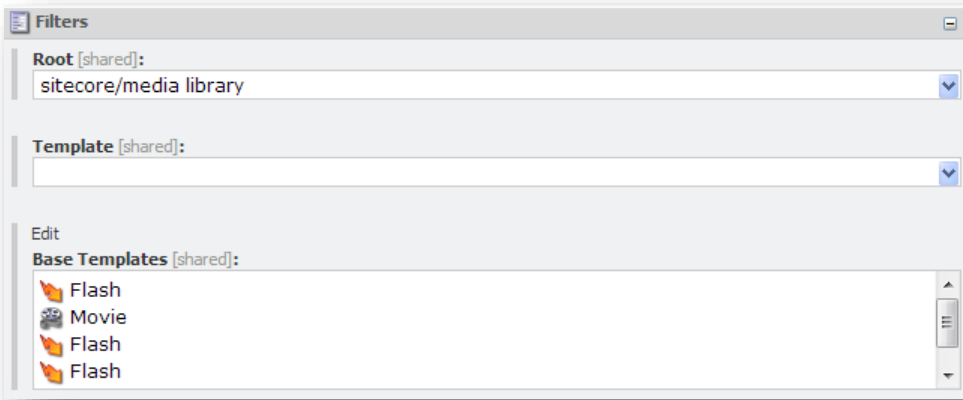 Filters
Root [shared]:
sitecore/media library
Template [shared]:
Edit
Base Templates [shared]:
Flash
Movie
Flash
Flash